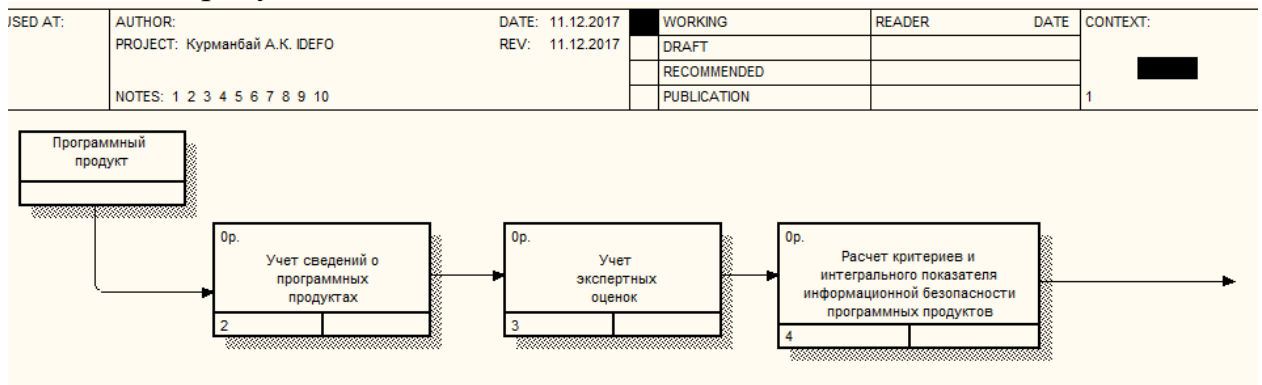 USED AT:
AUTHOR:
DATE: 11.12.2017
WORKING
READER
DATE
CONTEXT:
PROJECT: Курманбай А.К. IDEFO
REV: 11.12.2017
DRAFT
RECOMMENDED
NOTES: 1 2 3 4 5 6 7 8 9 10
PUBLICATION
1
Программный
продукт
0р.
Учет сведений о
программных
продуктах
2
0р.
Учет
экспертных
оценок
3
0р.
Расчет критериев и
интегрального показателя
информационной безопасности
программных продуктов
4